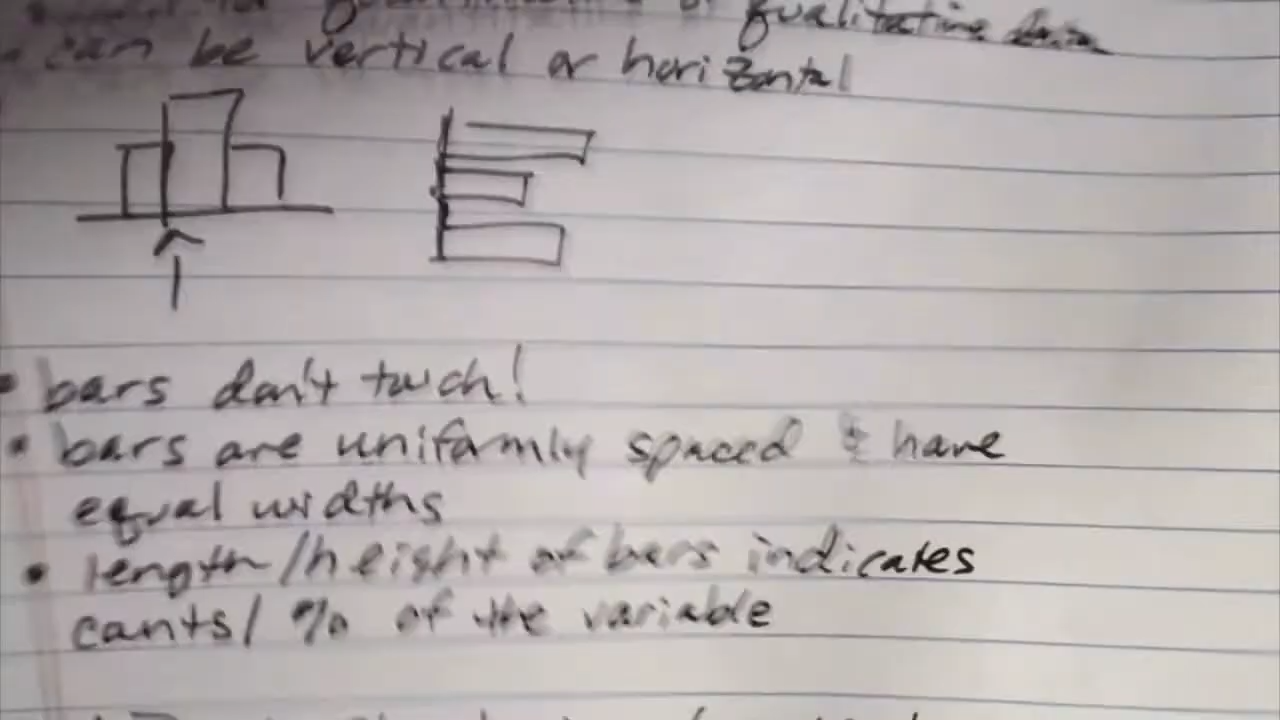 qualitative data
• can be vertical or horizontal
• bars don't touch!
• bars are uniformly spaced & have
equal widths
• length/height of bars indicates
counts/ % of the variable